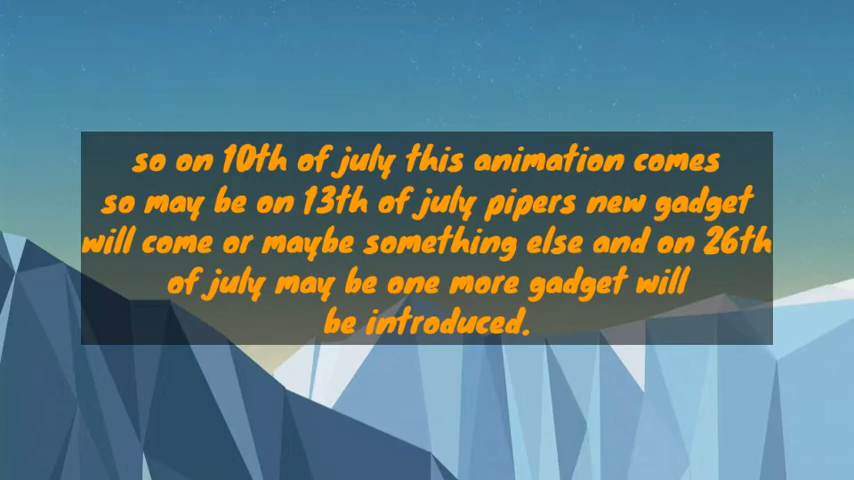 so on 10th of july this animation comes
so may be on 13th of july pipers new gadget
will come or maybe something else and on 26th
of july may be one more gadget will
be introduced.